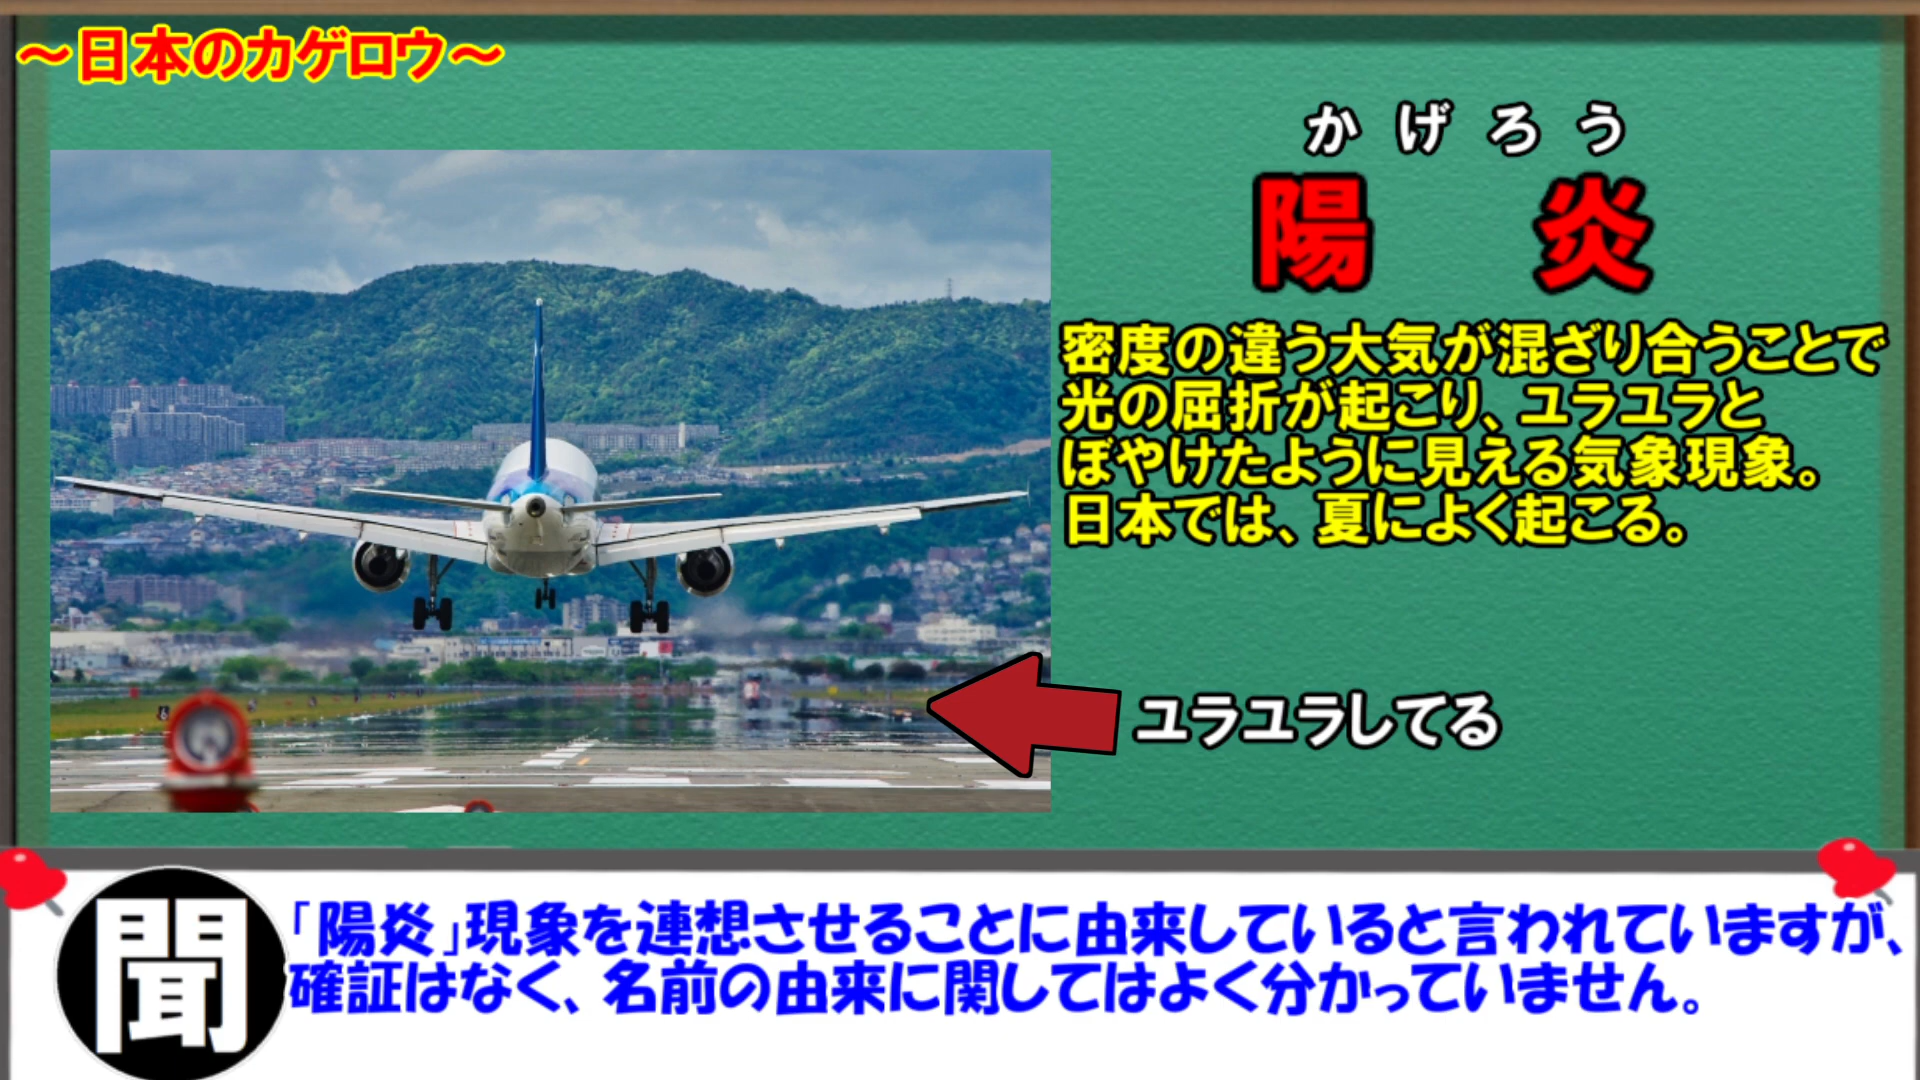 ～日本のカゲロウ～
かげろう
陽炎
密度の違う大気が混ざり合うことで
光の屈折が起こり、ユラユラと
ぼやけたように見える気象現象。
日本では、夏によく起こる。
ユラユラしてる
聞
「陽炎」現象を連想させることに由来していると言われていますが、
確証はなく、名前の由来に関してはよく分かっていません。